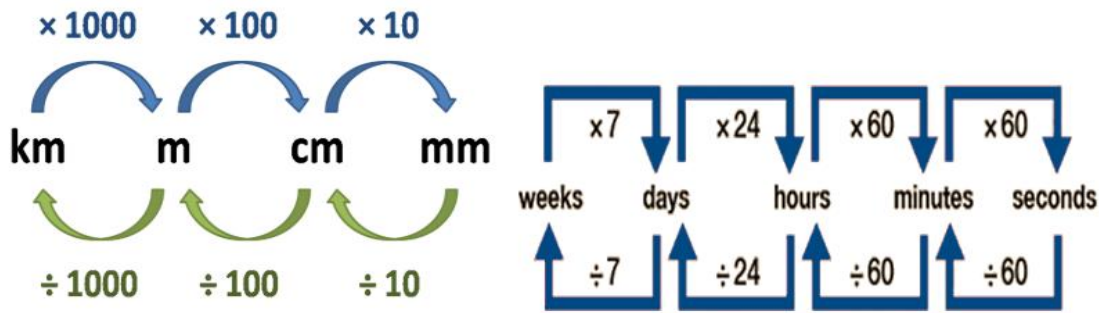 × 1000 × 100 × 10
km m cm mm
÷ 1000 ÷ 100 ÷ 10
x7 x24 x60 x60
weeks days hours minutes seconds
÷7 ÷24 ÷60 ÷60